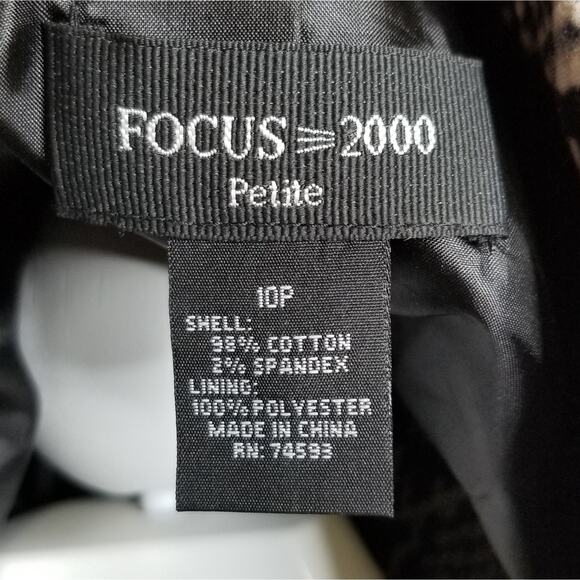 FOCUS 2000
Petite
10P
SHELL:
98% COTTON
2% SPANDEX
LINING:
100% POLYESTER
MADE IN CHINA
RN: 74593